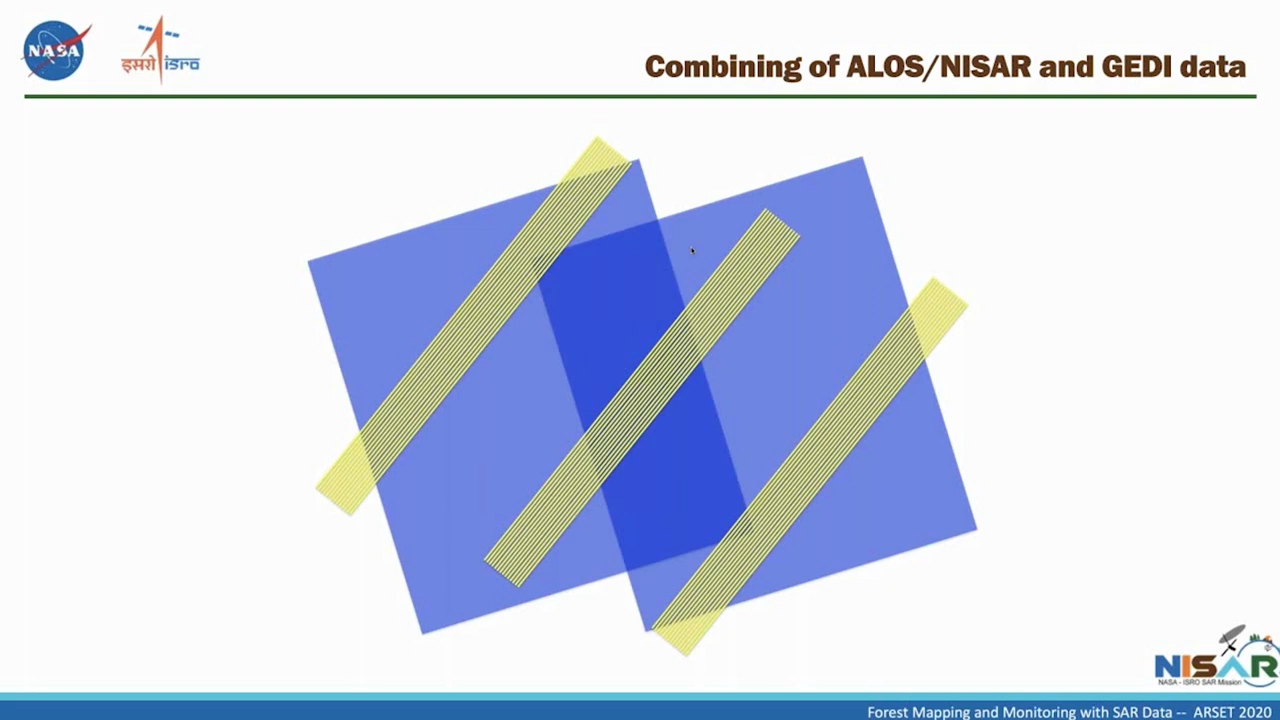 NASA
इसरो isro
Combining of ALOS/NISAR and GEDI data
NISAR
NASA - ISRO SAR Mission
Forest Mapping and Monitoring with SAR Data -- ARSET 2020